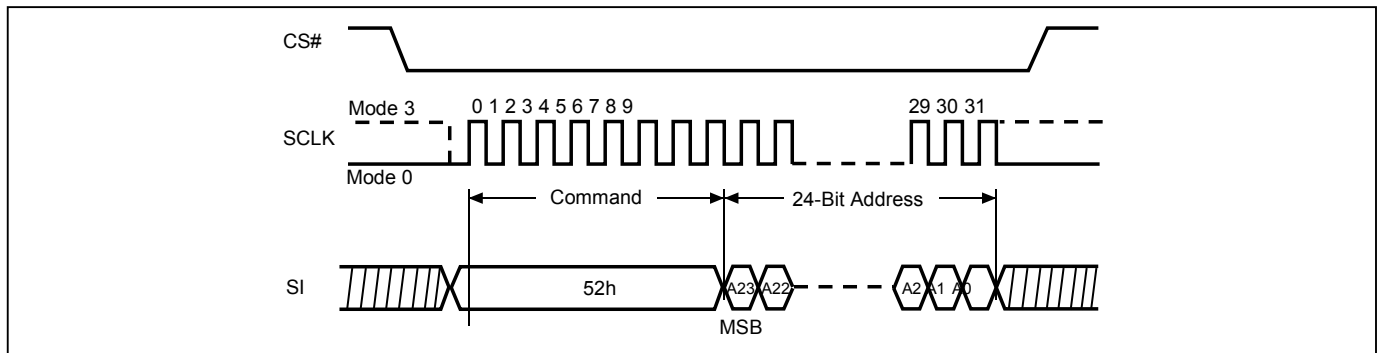 CS#
Mode 3
0 1 2 3 4 5 6 7 8 9
29 30 31
SCLK
Mode 0
Command
24-Bit Address
SI
52h
A23
A22
A2
A1
A0
MSB